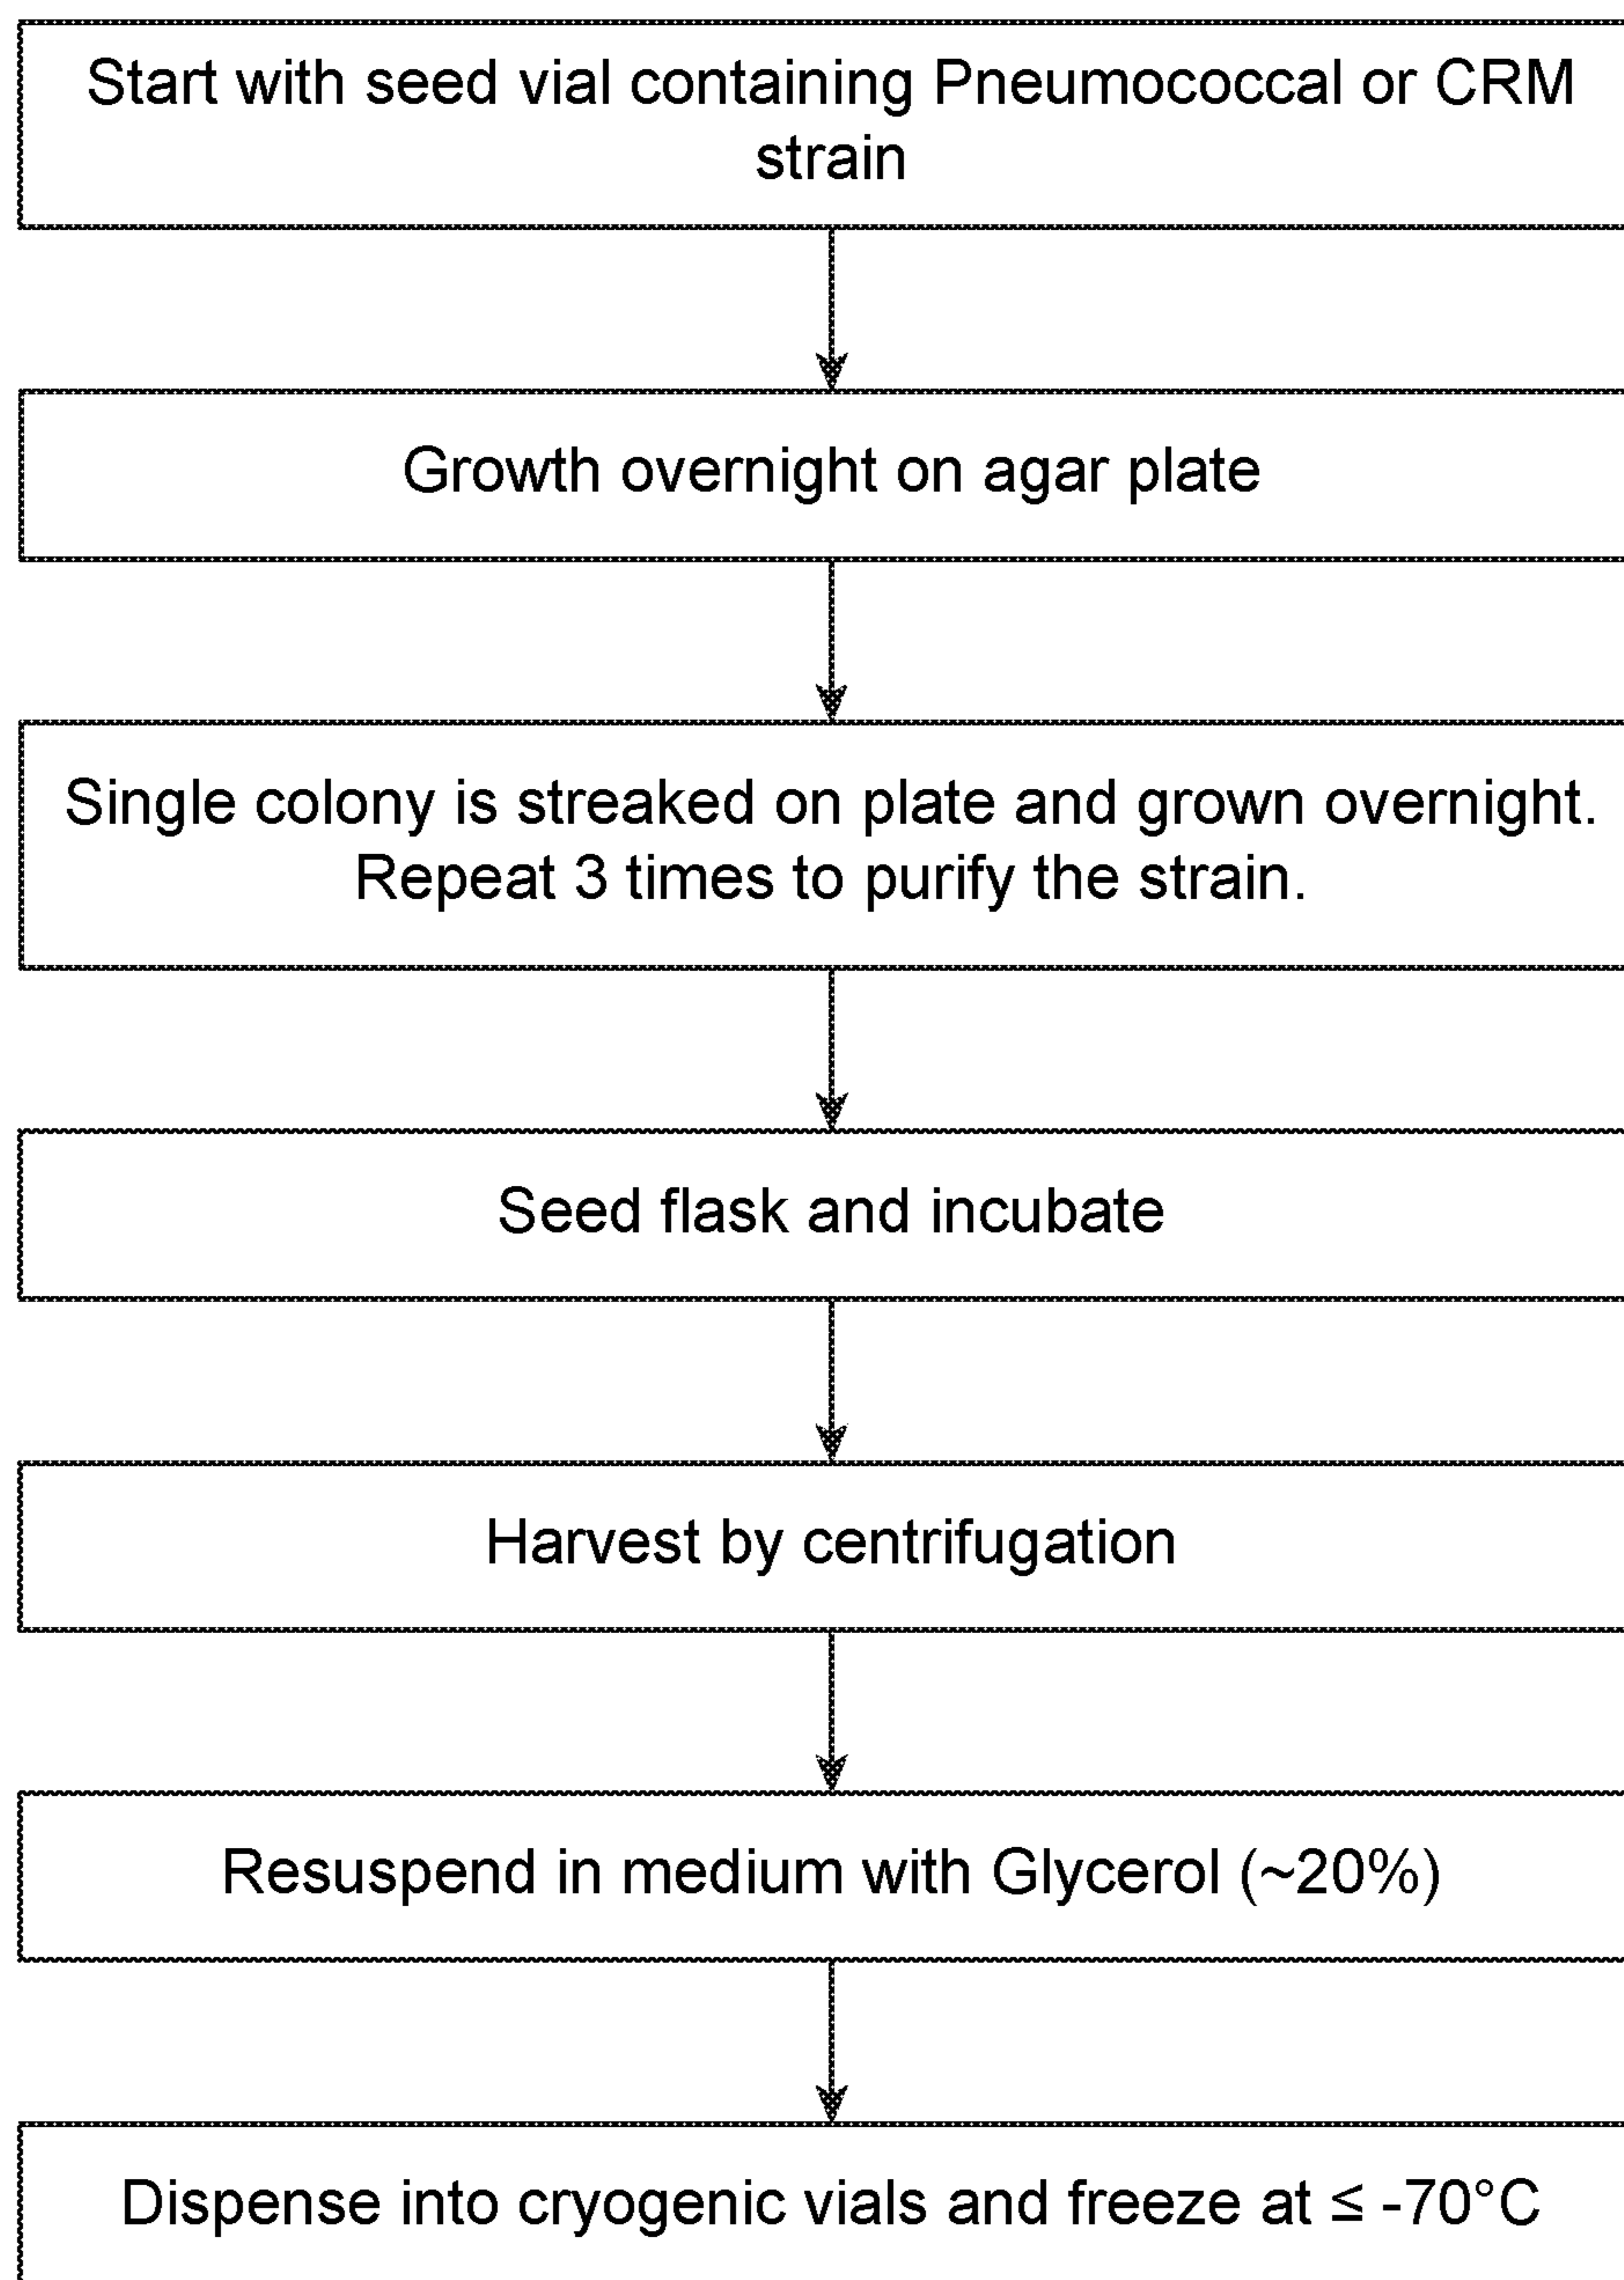 Start with seed vial containing Pneumococcal or CRM
strain
Growth overnight on agar plate
Single colony is streaked on plate and grown overnight.
Repeat 3 times to purify the strain.
Seed flask and incubate
Harvest by centrifugation
Resuspend in medium with Glycerol (~20%)
Dispense into cryogenic vials and freeze at ≤ -70°C